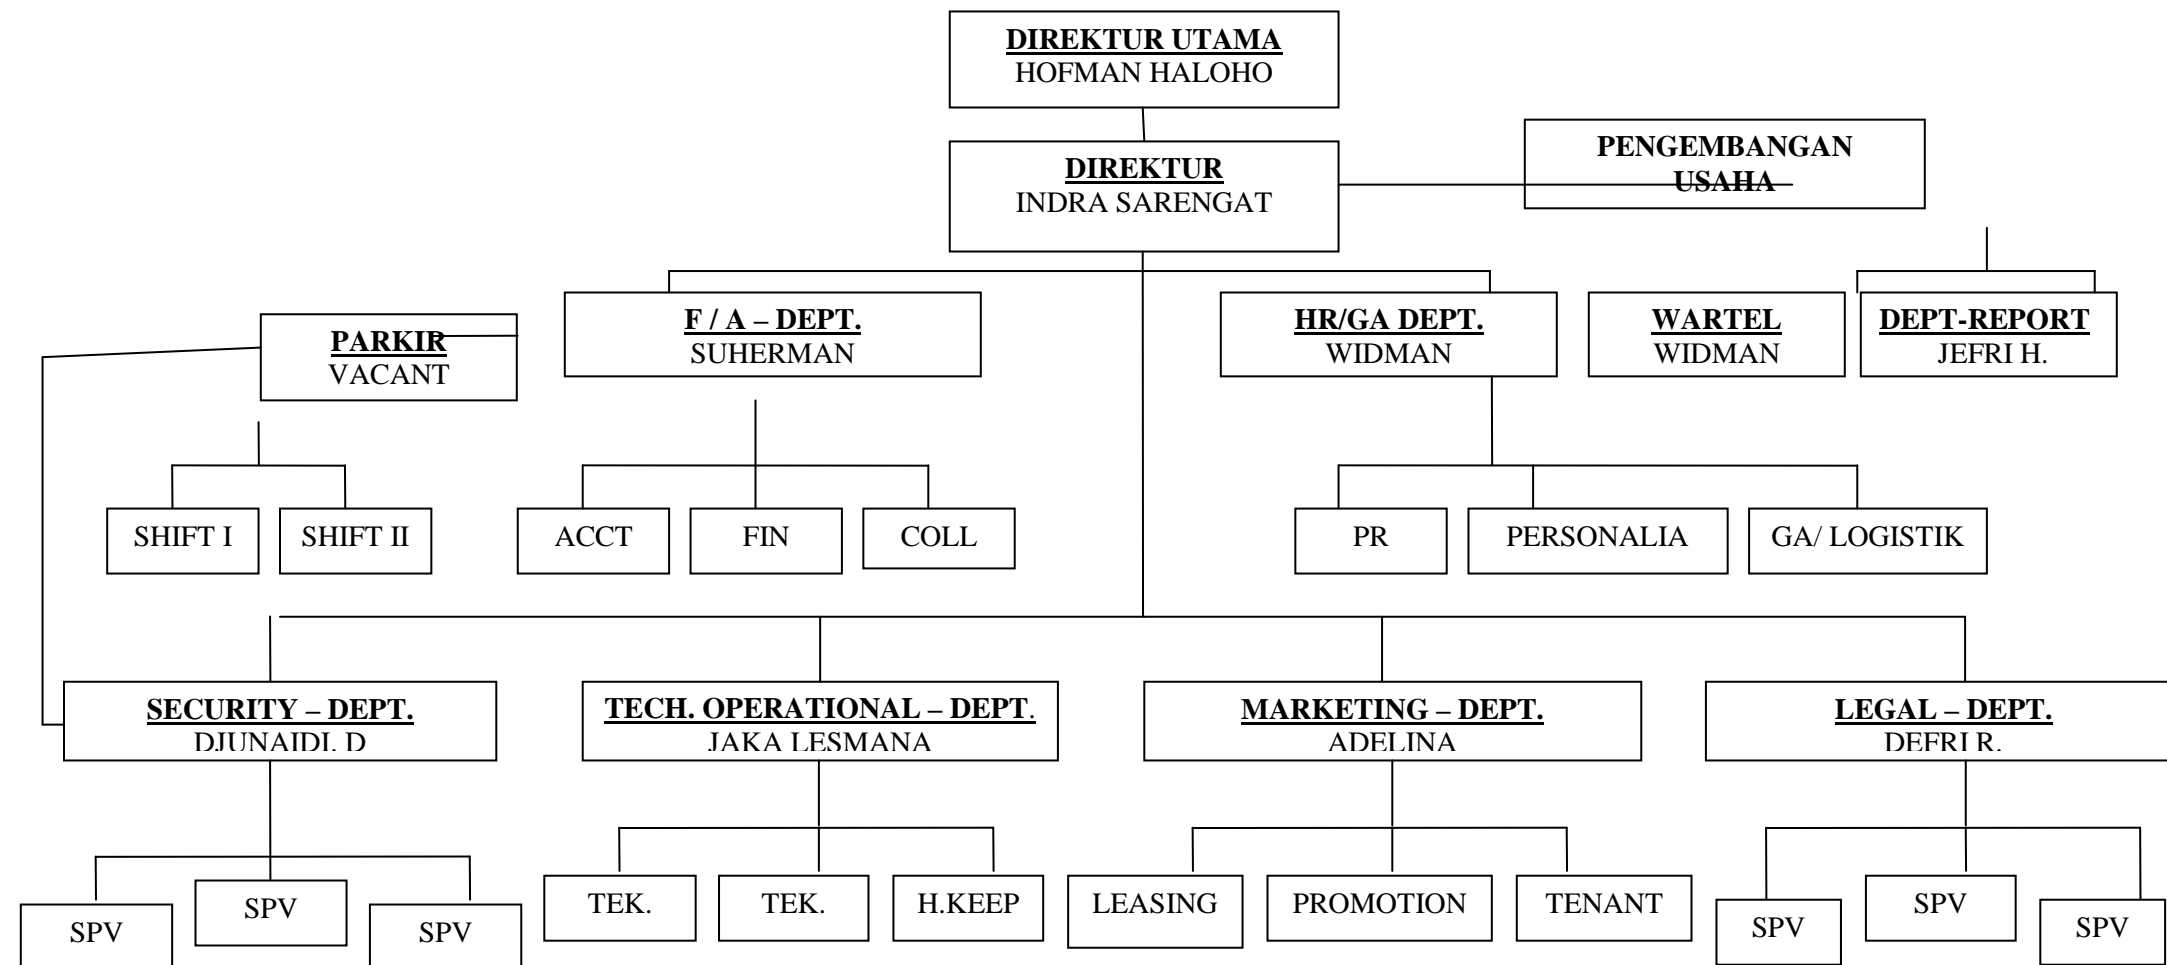 DIREKTUR UTAMA
HOFMAN HALOHO
DIREKTUR
INDRA SARENGAT
PENGEMBANGAN
USAHA
PARKIR
VACANT
F / A – DEPT.
SUHERMAN
HR/GA DEPT.
WIDMAN
WARTEL
WIDMAN
DEPT-REPORT
JEFRI H.
SHIFT I
SHIFT II
ACCT
FIN
COLL
PR
PERSONALIA
GA/ LOGISTIK
SECURITY – DEPT.
DJUNAIDI. D
TECH. OPERATIONAL – DEPT.
JAKA LESMANA
MARKETING – DEPT.
ADELINA
LEGAL – DEPT.
DEFRI R.
SPV
SPV
SPV
TEK.
TEK.
H.KEEP
LEASING
PROMOTION
TENANT
SPV
SPV
SPV